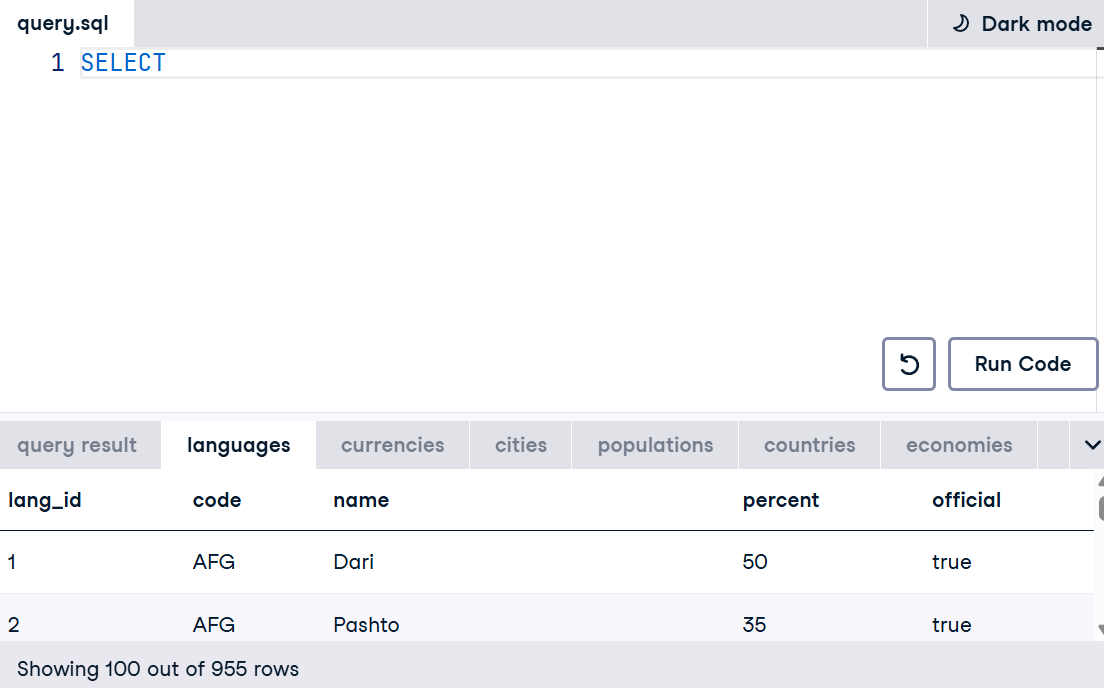 query.sql Dark mode
1 SELECT
Run Code
query result languages currencies cities populations countries economies
lang_id code name percent official
1 AFG Dari 50 true
2 AFG Pashto 35 true
Showing 100 out of 955 rows